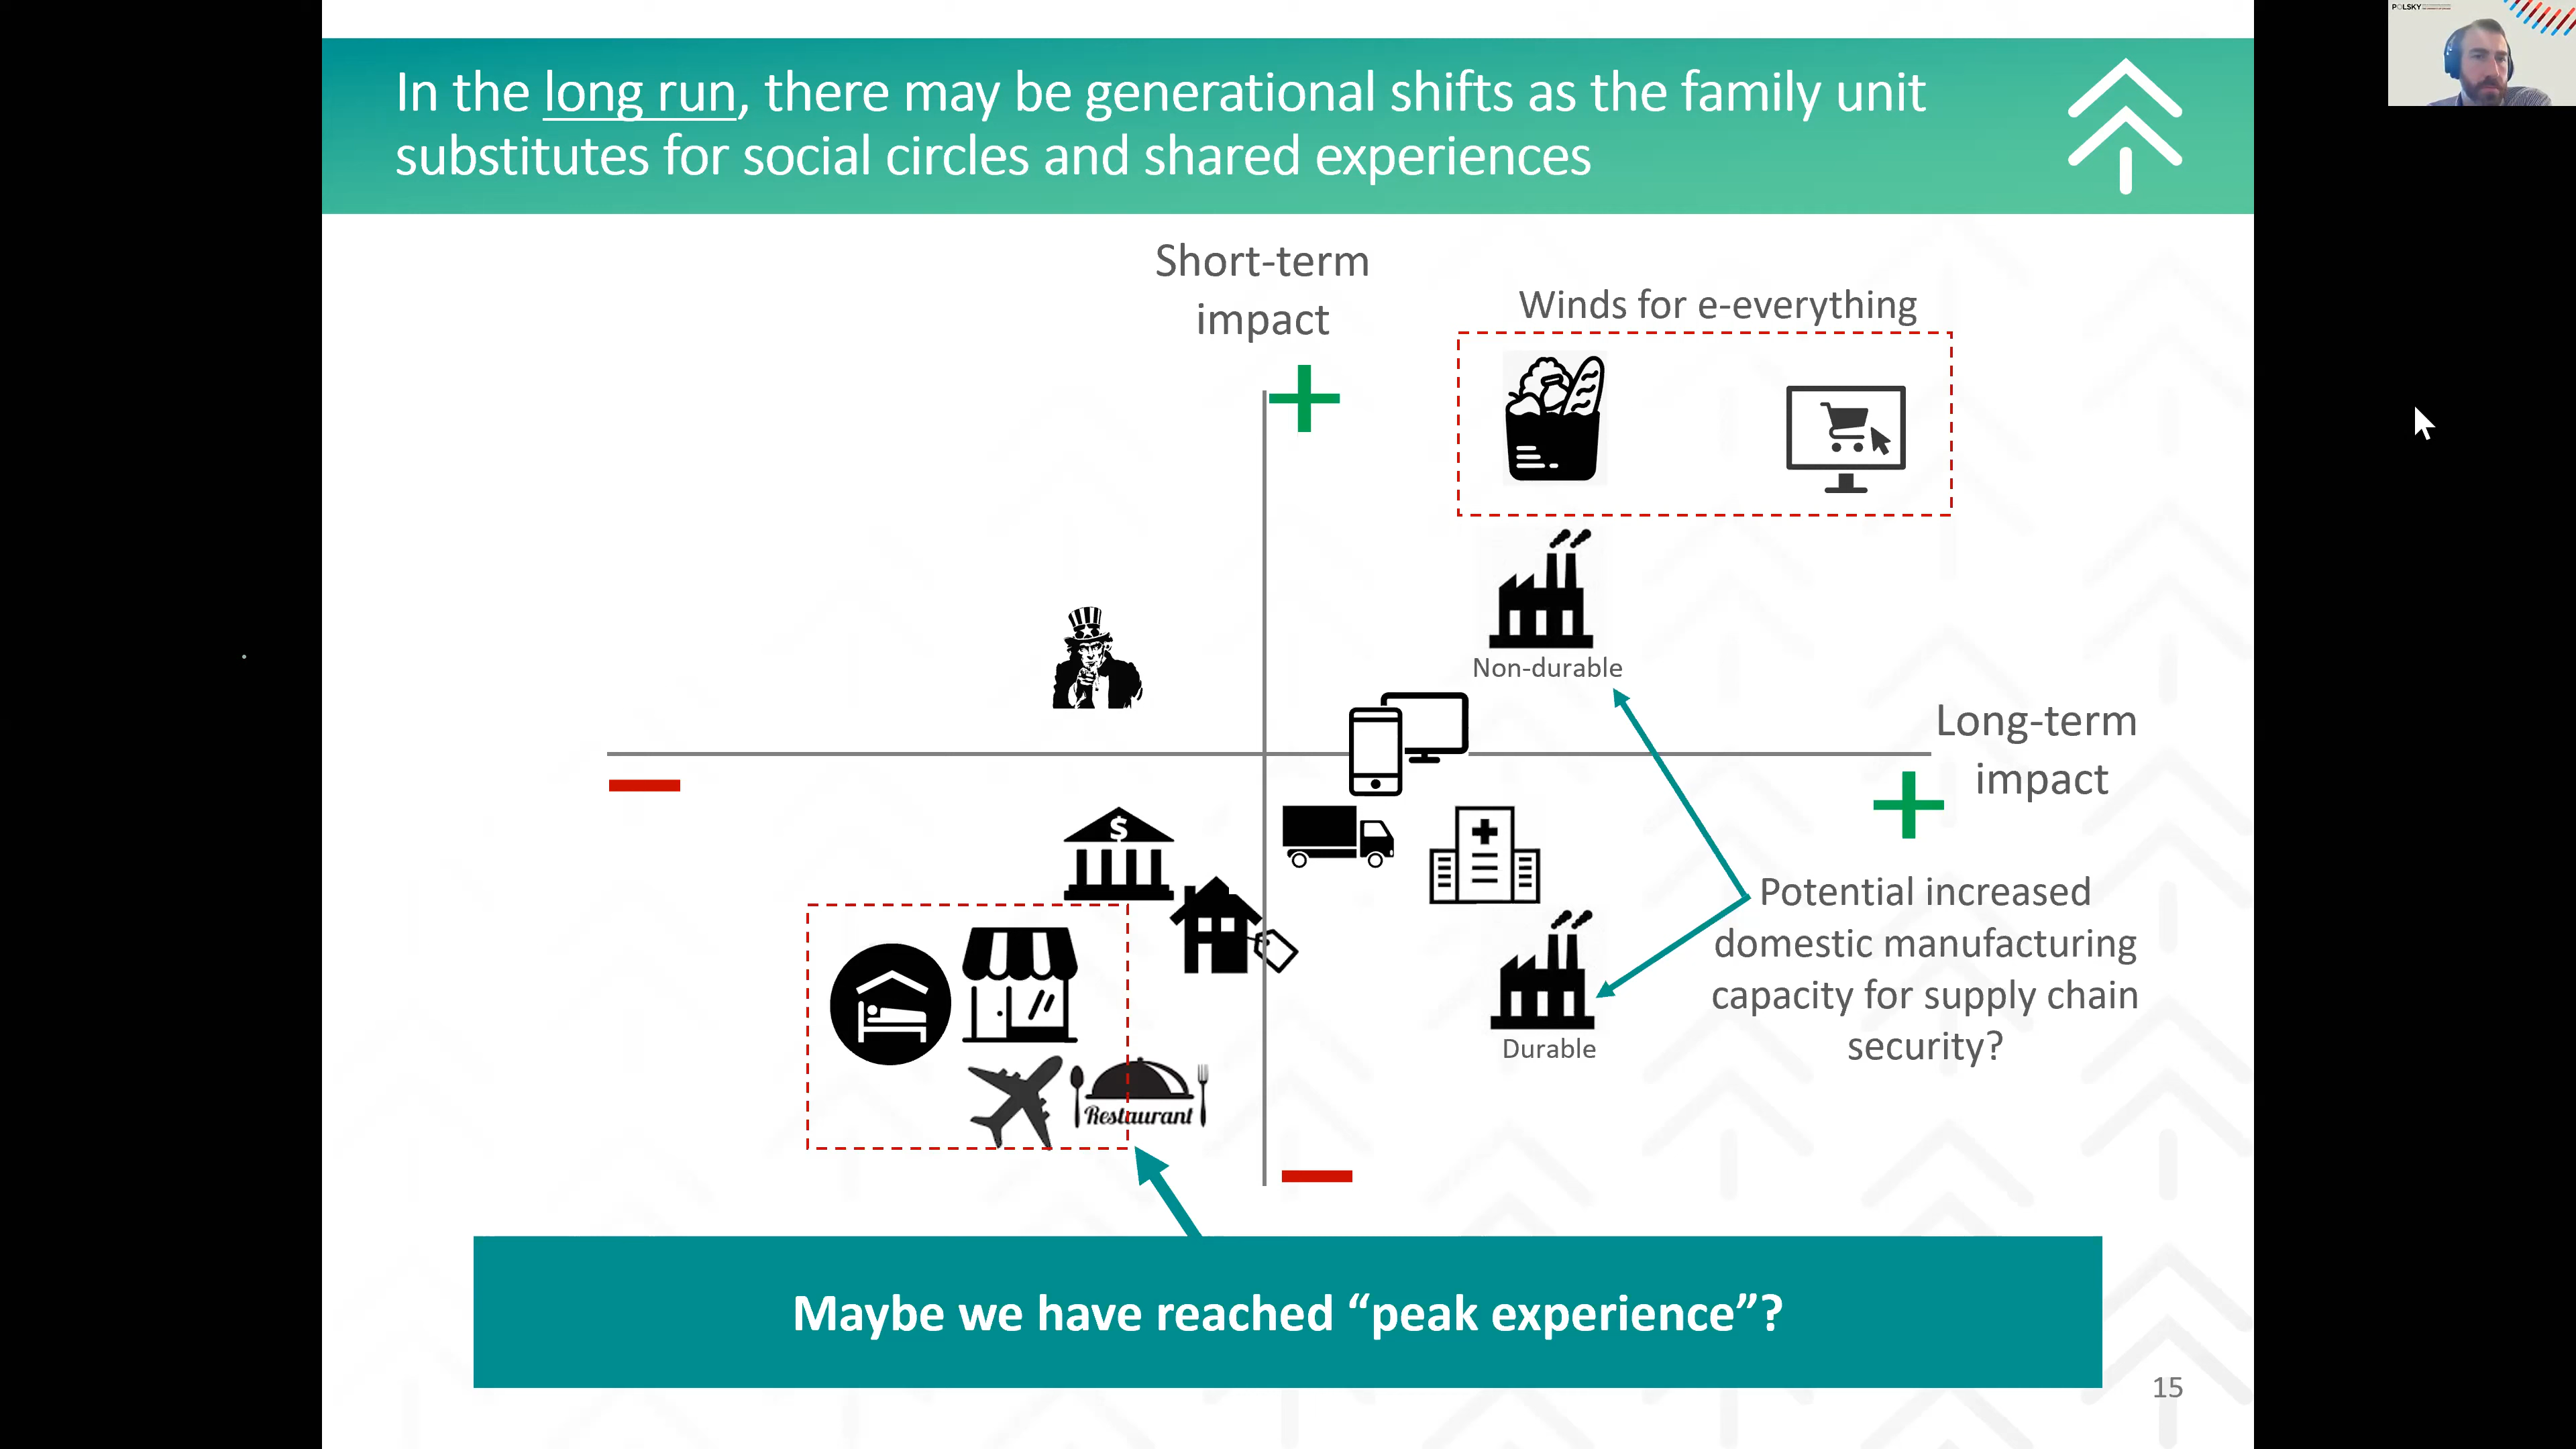 POLSKY
In the long run, there may be generational shifts as the family unit
substitutes for social circles and shared experiences
Short-term
impact
Winds for e-everything
Non-durable
Long-term
impact
$
Potential increased
domestic manufacturing
capacity for supply chain
security?
Durable
Restaurant
Maybe we have reached “peak experience”?
15